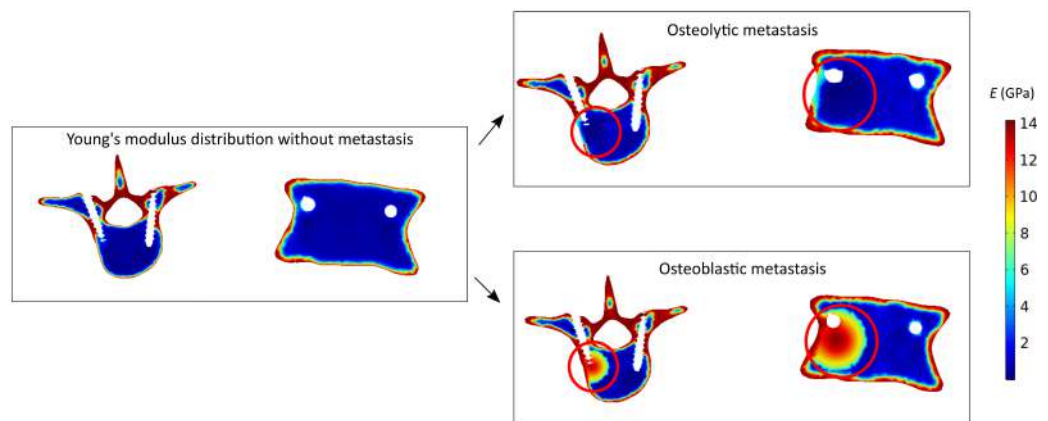 Osteolytic metastasis
Young's modulus distribution without metastasis
Osteoblastic metastasis
E (GPa)
14
12
10
8
6
4
2